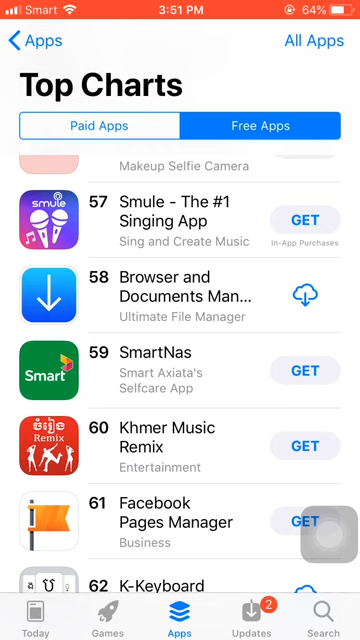 Smart 3:51 PM 64%
Apps All Apps
Top Charts
Paid Apps Free Apps
Makeup Selfie Camera
smule
57 Smule - The #1
Singing App
GET
Sing and Create Music
In-App Purchases
58 Browser and
Documents Man...
Ultimate File Manager
59 SmartNas
Smart
Smart Axiata's
Selfcare App
GET
ចំរៀង
Remix
60 Khmer Music
Remix
GET
Entertainment
61 Facebook
Pages Manager
GET
Business
62 K-Keyboard
2
Today Games Apps Updates Search